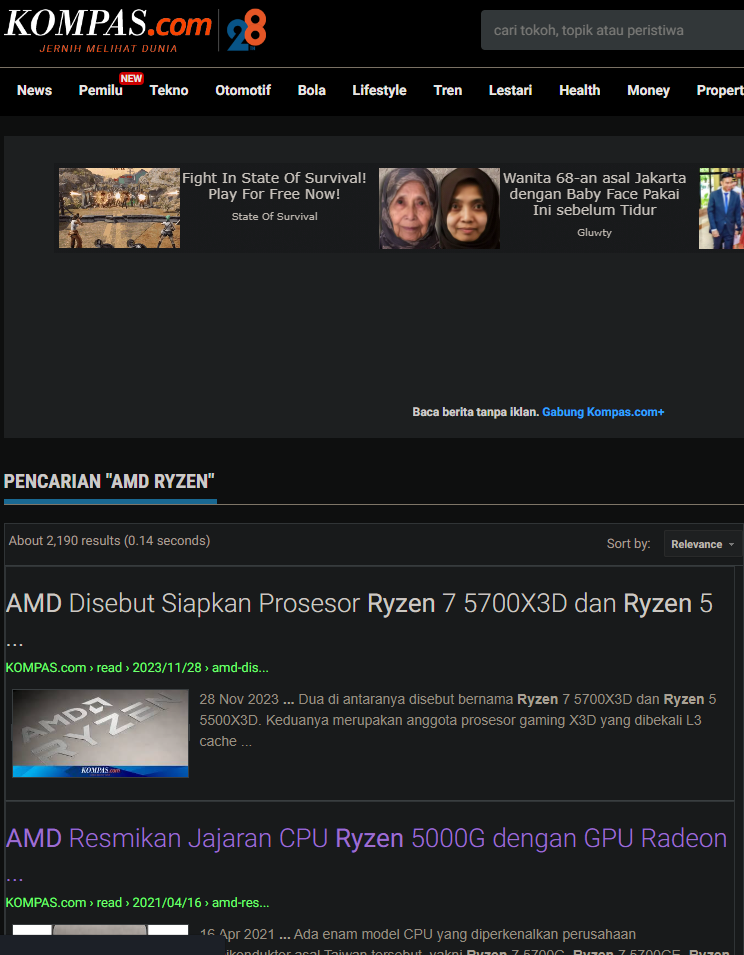 KOMPAS.com 28
JERNIH MELIHAT DUNIA
cari tokoh, topik atau peristiwa
NEW
News Pemilu Tekno Otomotif Bola Lifestyle Tren Lestari Health Money Propert
Fight In State Of Survival!
Play For Free Now!
State Of Survival
Wanita 68-an asal Jakarta
dengan Baby Face Pakai
Ini sebelum Tidur
Gluwty
Baca berita tanpa iklan. Gabung Kompas.com+
PENCARIAN "AMD RYZEN"
About 2,190 results (0.14 seconds)
Sort by: Relevance
AMD Disebut Siapkan Prosesor Ryzen 7 5700X3D dan Ryzen 5
...
KOMPAS.com › read › 2023/11/28 › amd-dis...
AMD
RYZEN
KOMPAS.com
28 Nov 2023 ... Dua di antaranya disebut bernama Ryzen 7 5700X3D dan Ryzen 5
5500X3D. Keduanya merupakan anggota prosesor gaming X3D yang dibekali L3
cache ...
AMD Resmikan Jajaran CPU Ryzen 5000G dengan GPU Radeon
...
KOMPAS.com › read › 2021/04/16 › amd-res...
16 Apr 2021 ... Ada enam model CPU yang diperkenalkan perusahaan
ikonduktor asal Taiwan tersebut, yakni Ryzen 7 5700G, Ryzen 7 5700GE, Ryzen